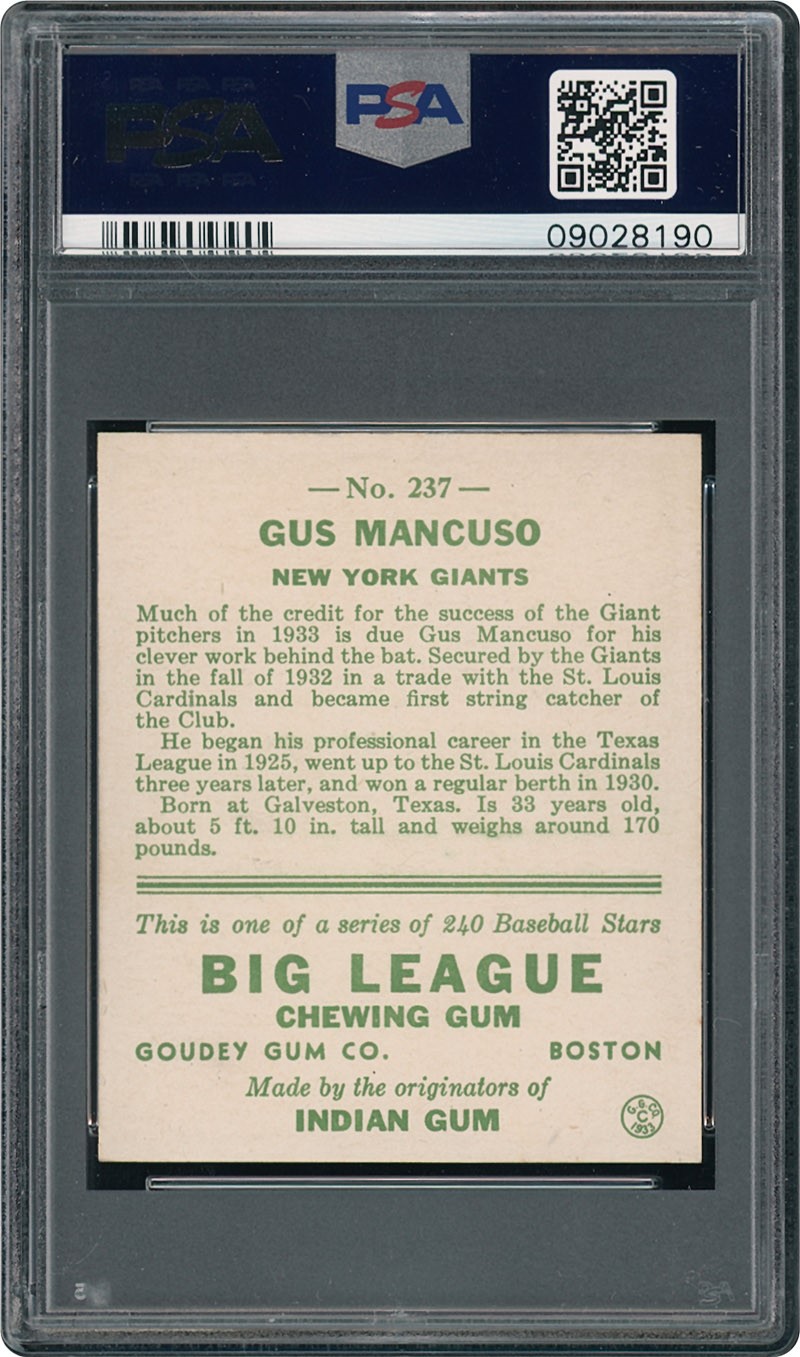 PSA
PSA
09028190
— No. 237 —
GUS MANCUSO
NEW YORK GIANTS
Much of the credit for the success of the Giant
pitchers in 1933 is due Gus Mancuso for his
clever work behind the bat. Secured by the Giants
in the fall of 1932 in a trade with the St. Louis
Cardinals and became first string catcher of
the Club.
He began his professional career in the Texas
League in 1925, went up to the St. Louis Cardinals
three years later, and won a regular berth in 1930.
Born at Galveston, Texas. Is 33 years old,
about 5 ft. 10 in. tall and weighs around 170
pounds.
This is one of a series of 240 Baseball Stars
BIG LEAGUE
CHEWING GUM
GOUDEY GUM CO. BOSTON
Made by the originators of
INDIAN GUM
G. G. CO.
C
1933